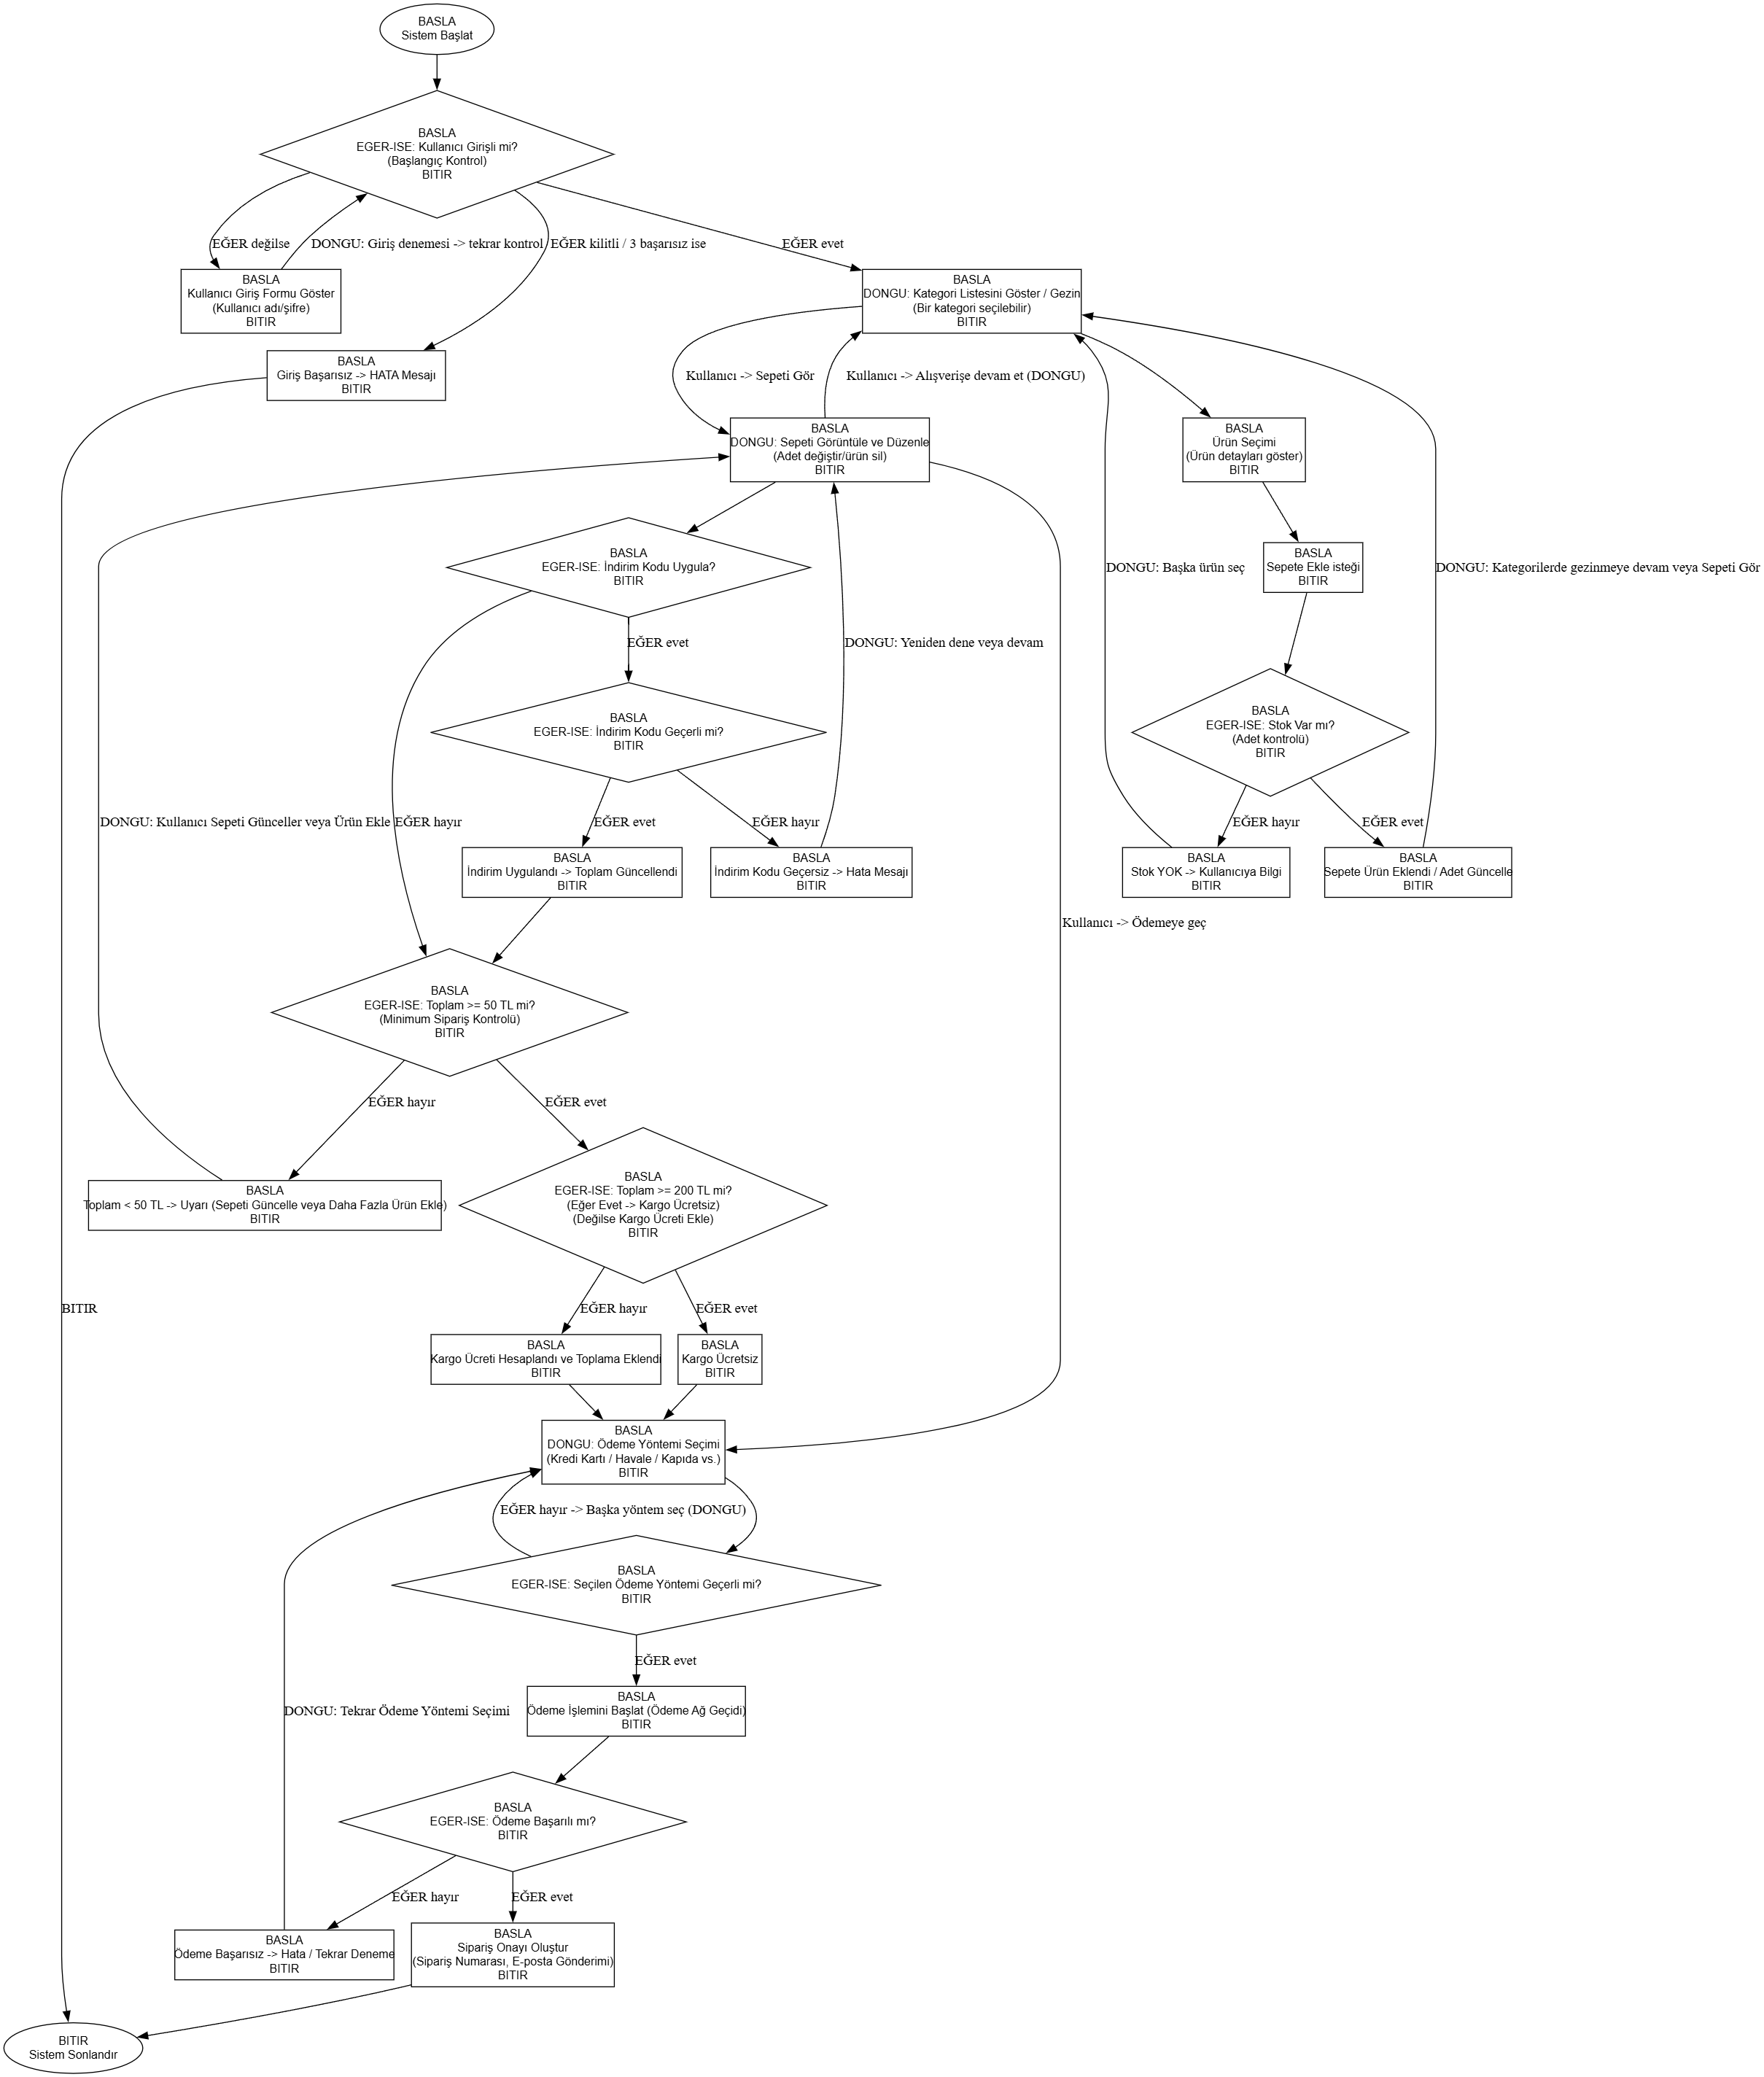 BASLA
Sistem Başlat
BASLA
EGER-ISE: Kullanıcı Girişli mi?
(Başlangıç Kontrol)
BITIR
EĞER değilse
DONGU: Giriş denemesi -> tekrar kontrol
EĞER kilitli / 3 başarısız ise
EĞER evet
BASLA
Kullanıcı Giriş Formu Göster
(Kullanıcı adı/şifre)
BITIR
BASLA
DONGU: Kategori Listesini Göster / Gezin
(Bir kategori seçilebilir)
BITIR
BASLA
Giriş Başarısız -> HATA Mesajı
BITIR
Kullanıcı -> Sepeti Gör
Kullanıcı -> Alışverişe devam et (DONGU)
BASLA
DONGU: Sepeti Görüntüle ve Düzenle
(Adet değiştir/ürün sil)
BITIR
BASLA
Ürün Seçimi
(Ürün detayları göster)
BITIR
BASLA
EGER-ISE: İndirim Kodu Uygula?
BITIR
DONGU: Başka ürün seç
BASLA
Sepete Ekle isteği
BITIR
DONGU: Kategorilerde gezinmeye devam veya Sepeti Gör
EĞER evet
DONGU: Yeniden dene veya devam
BASLA
EGER-ISE: İndirim Kodu Geçerli mi?
BITIR
BASLA
EGER-ISE: Stok Var mı?
(Adet kontrolü)
BITIR
DONGU: Kullanıcı Sepeti Günceller veya Ürün Ekle
EĞER hayır
EĞER evet
EĞER hayır
EĞER hayır
EĞER evet
BASLA
İndirim Uygulandı -> Toplam Güncellendi
BITIR
BASLA
İndirim Kodu Geçersiz -> Hata Mesajı
BITIR
BASLA
Stok YOK -> Kullanıcıya Bilgi
BITIR
BASLA
Sepete Ürün Eklendi / Adet Güncelle
BITIR
Kullanıcı -> Ödemeye geç
BASLA
EGER-ISE: Toplam >= 50 TL mi?
(Minimum Sipariş Kontrolü)
BITIR
EĞER hayır
EĞER evet
BASLA
Toplam < 50 TL -> Uyarı (Sepeti Güncelle veya Daha Fazla Ürün Ekle)
BITIR
BASLA
EGER-ISE: Toplam >= 200 TL mi?
(Eğer Evet -> Kargo Ücretsiz)
(Değilse Kargo Ücreti Ekle)
BITIR
BITIR
EĞER hayır
EĞER evet
BASLA
Kargo Ücreti Hesaplandı ve Toplama Eklendi
BITIR
BASLA
Kargo Ücretsiz
BITIR
BASLA
DONGU: Ödeme Yöntemi Seçimi
(Kredi Kartı / Havale / Kapıda vs.)
BITIR
EĞER hayır -> Başka yöntem seç (DONGU)
BASLA
EGER-ISE: Seçilen Ödeme Yöntemi Geçerli mi?
BITIR
EĞER evet
DONGU: Tekrar Ödeme Yöntemi Seçimi
BASLA
Ödeme İşlemini Başlat (Ödeme Ağ Geçidi)
BITIR
BASLA
EGER-ISE: Ödeme Başarılı mı?
BITIR
EĞER hayır
EĞER evet
BASLA
Ödeme Başarısız -> Hata / Tekrar Deneme
BITIR
BASLA
Sipariş Onayı Oluştur
(Sipariş Numarası, E-posta Gönderimi)
BITIR
BITIR
Sistem Sonlandır